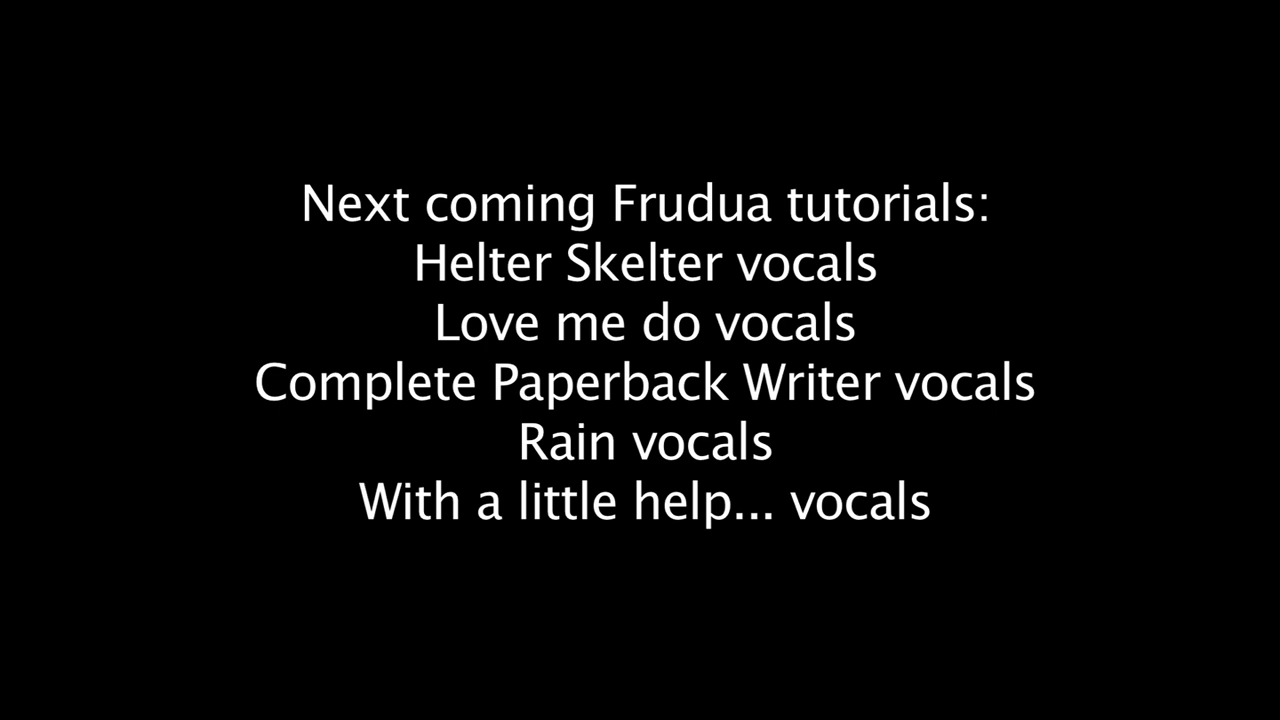 Next coming Frudua tutorials:
Helter Skelter vocals
Love me do vocals
Complete Paperback Writer vocals
Rain vocals
With a little help... vocals